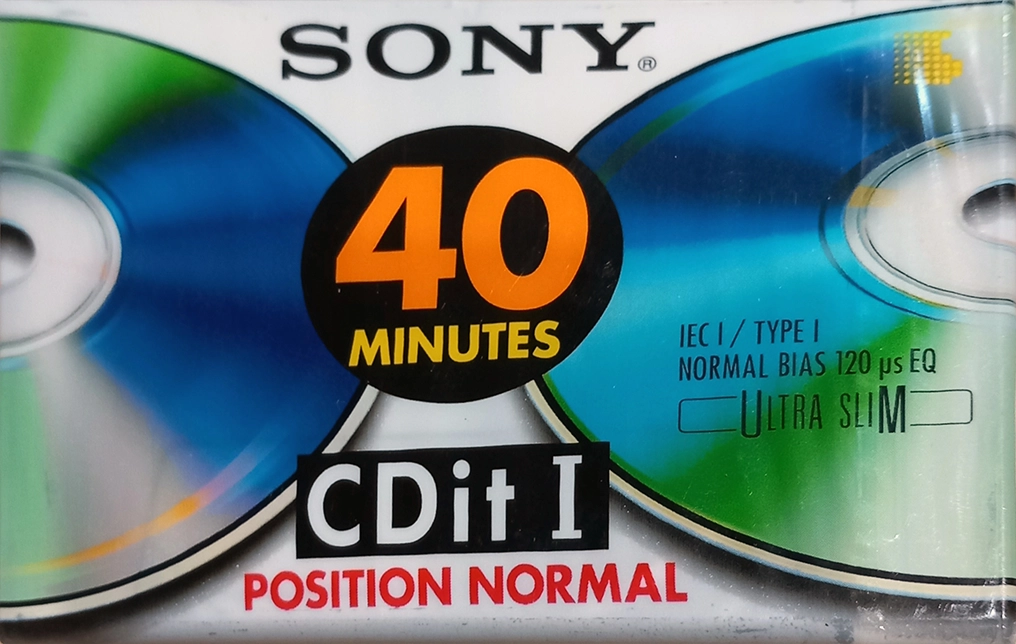 SONY®
40
MINUTES
IEC I / TYPE I
NORMAL BIAS 120 µs EQ
ULTRA SLIM
CDit I
POSITION NORMAL